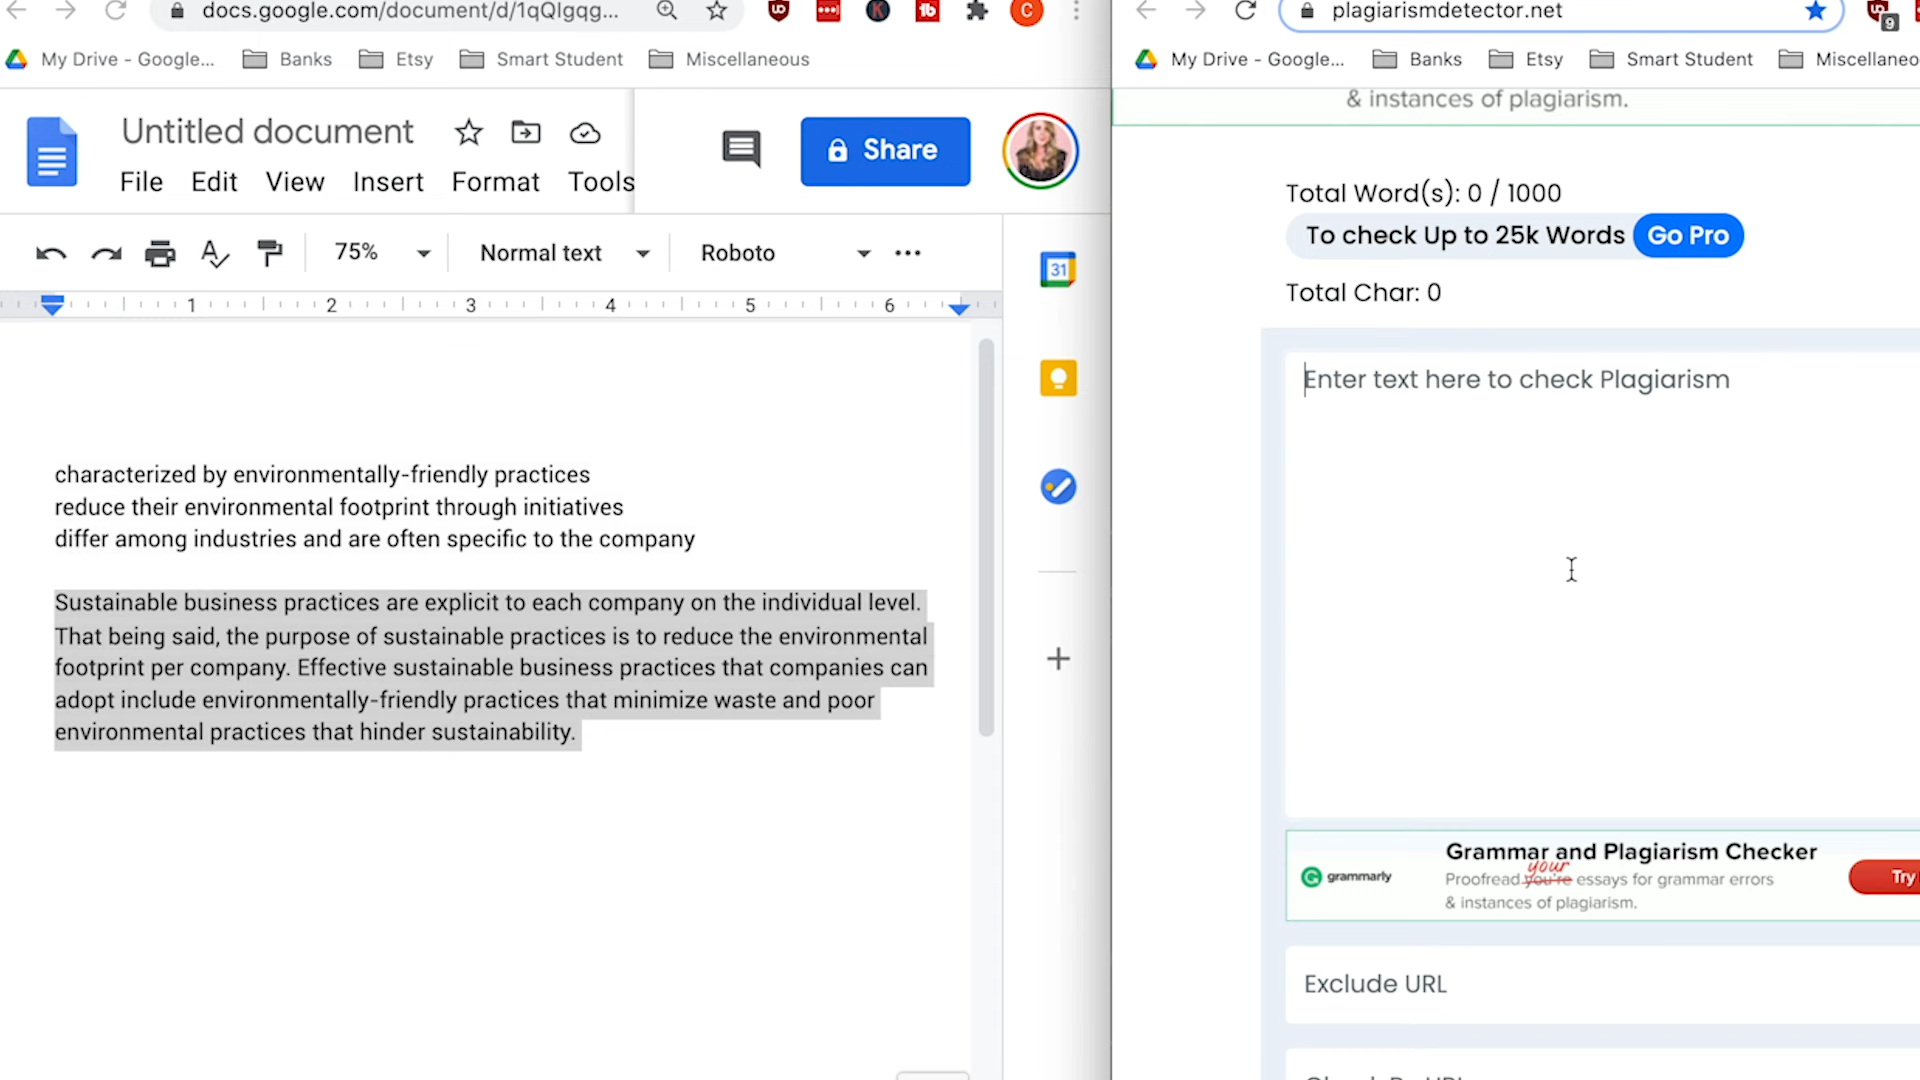 docs.google.com/document/d/1qQIgqg...
C
My Drive - Google...
Banks
Etsy
Smart Student
Miscellaneous
Untitled document
Share
File Edit View Insert Format Tools
75% Normal text Roboto
31
1 2 3 4 5 6
characterized by environmentally-friendly practices
reduce their environmental footprint through initiatives
differ among industries and are often specific to the company
Sustainable business practices are explicit to each company on the individual level.
That being said, the purpose of sustainable practices is to reduce the environmental
footprint per company. Effective sustainable business practices that companies can
adopt include environmentally-friendly practices that minimize waste and poor
environmental practices that hinder sustainability.
plagiarismdetector.net
9
My Drive - Google...
Banks
Etsy
Smart Student
Miscellaneo
& instances of plagiarism.
Total Word(s): 0 / 1000
To check Up to 25k Words Go Pro
Total Char: 0
Enter text here to check Plagiarism
grammarly
Grammar and Plagiarism Checker
your
Proofread you're essays for grammar errors
& instances of plagiarism.
Try
Exclude URL